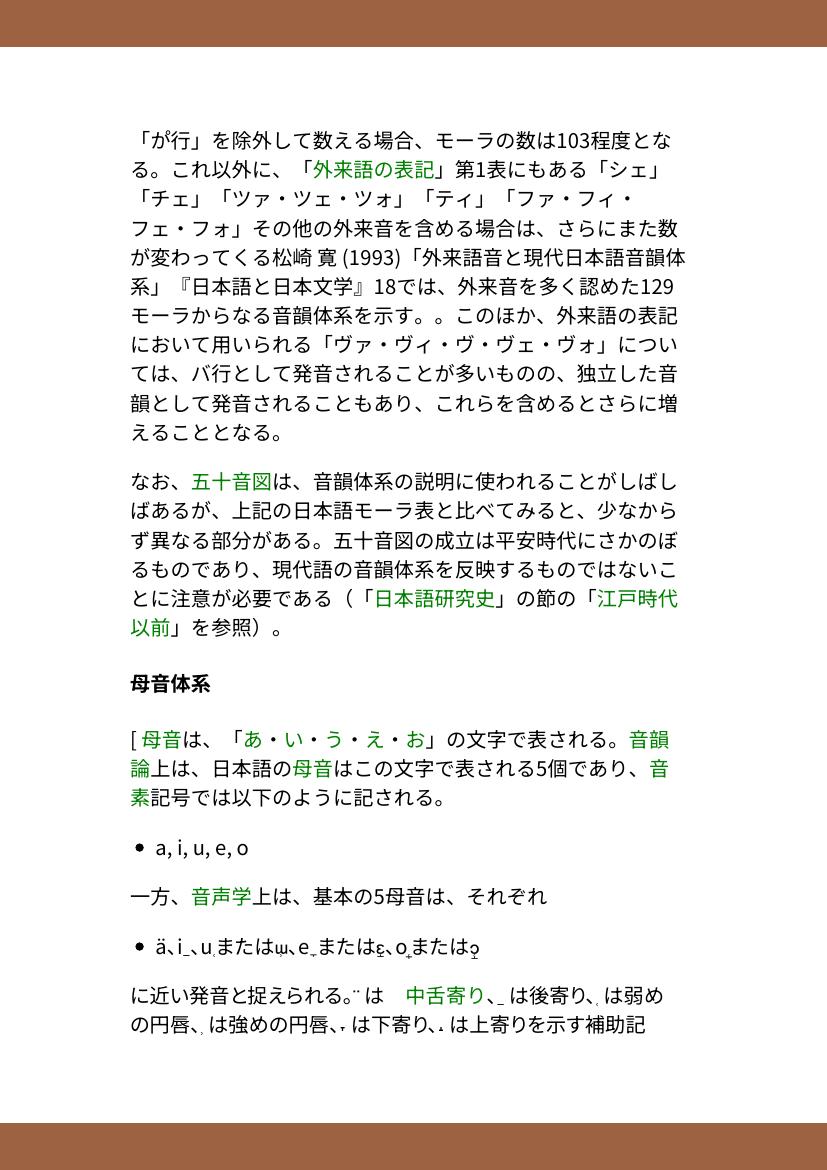 「か゚行」を除外して数える場合、モーラの数は103程度とな
る。これ以外に、「外来語の表記」第1表にもある「シェ」
「チェ」「ツァ・ツェ・ツォ」「ティ」「ファ・フィ・
フェ・フォ」その他の外来音を含める場合は、さらにまた数
が変わってくる松崎 寛 (1993)「外来語音と現代日本語音韻体
系」『日本語と日本文学』18では、外来音を多く認めた129
モーラからなる音韻体系を示す。。このほか、外来語の表記
において用いられる「ヴァ・ヴィ・ヴ・ヴェ・ヴォ」につい
ては、バ行として発音されることが多いものの、独立した音
韻として発音されることもあり、これらを含めるとさらに増
えることとなる。
なお、五十音図は、音韻体系の説明に使われることがしばし
ばあるが、上記の日本語モーラ表と比べてみると、少なから
ず異なる部分がある。五十音図の成立は平安時代にさかのぼ
るものであり、現代語の音韻体系を反映するものではないこ
とに注意が必要である（「日本語研究史」の節の「江戸時代
以前」を参照）。
母音体系
[ 母音は、「あ・い・う・え・お」の文字で表される。音韻
論上は、日本語の母音はこの文字で表される5個であり、音
素記号では以下のように記される。
• a, i, u, e, o
一方、音声学上は、基本の5母音は、それぞれ
• ä、i̠、u̜または ɯ̹、e̞または ɛ̝、o̞または ɔ̝
に近い発音と捉えられる。¨ は　中舌寄り、 ̠ は後寄り、 ̜ は弱め
の円唇、 ̹ は強めの円唇、 ̞ は下寄り、 ̝ は上寄りを示す補助記